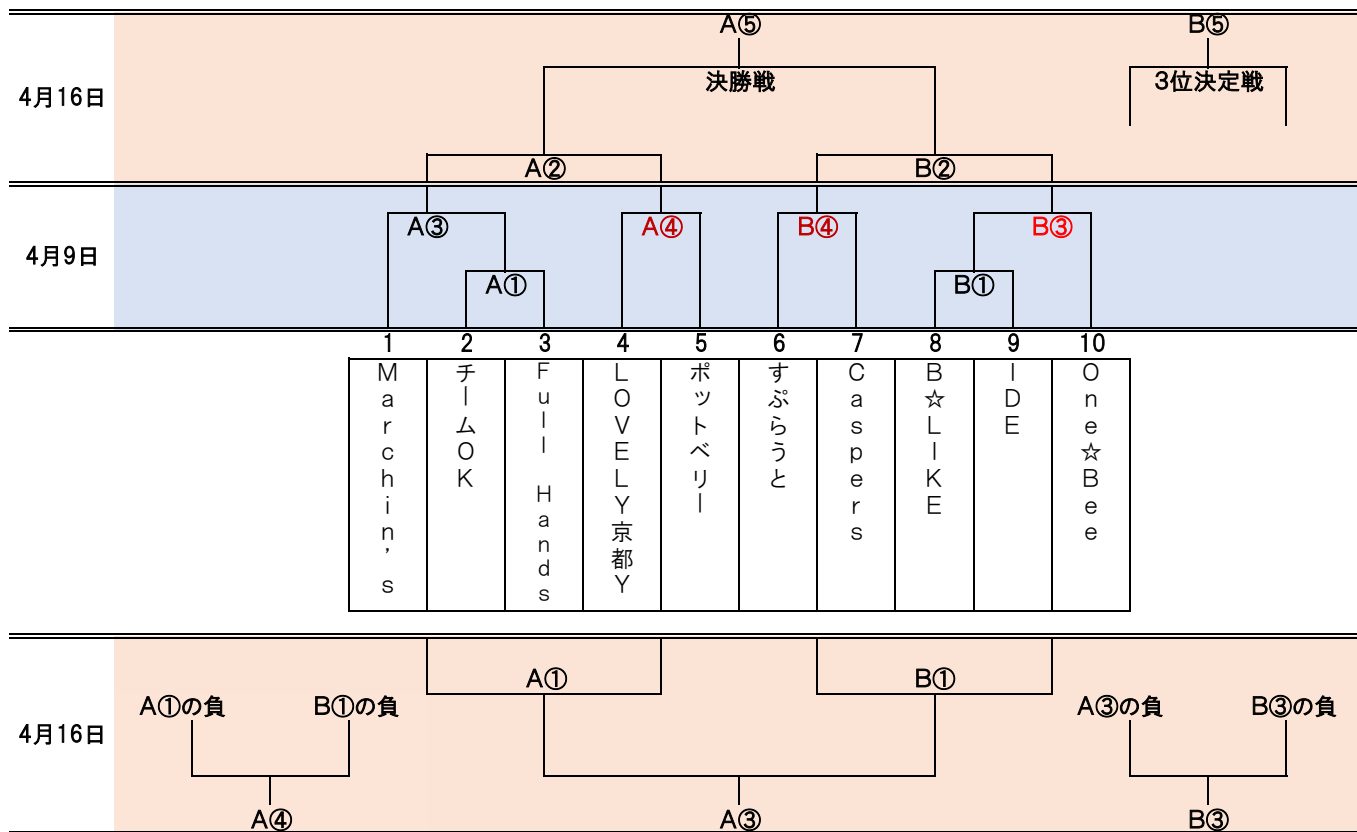 A⑤
B⑤
4月16日
決勝戦
3位決定戦
A②
B②
4月9日
A③
A④
B④
B③
A①
B①
1
2
3
4
5
6
7
8
9
10
Marchin’s
チームOK
Full Hands
LOVELY京都Y
ポットベリー
すぷらうと
Caspers
B☆LIKE
IDE
One☆Bee
4月16日
A①
B①
A①の負
B①の負
A③の負
B③の負
A④
A③
B③